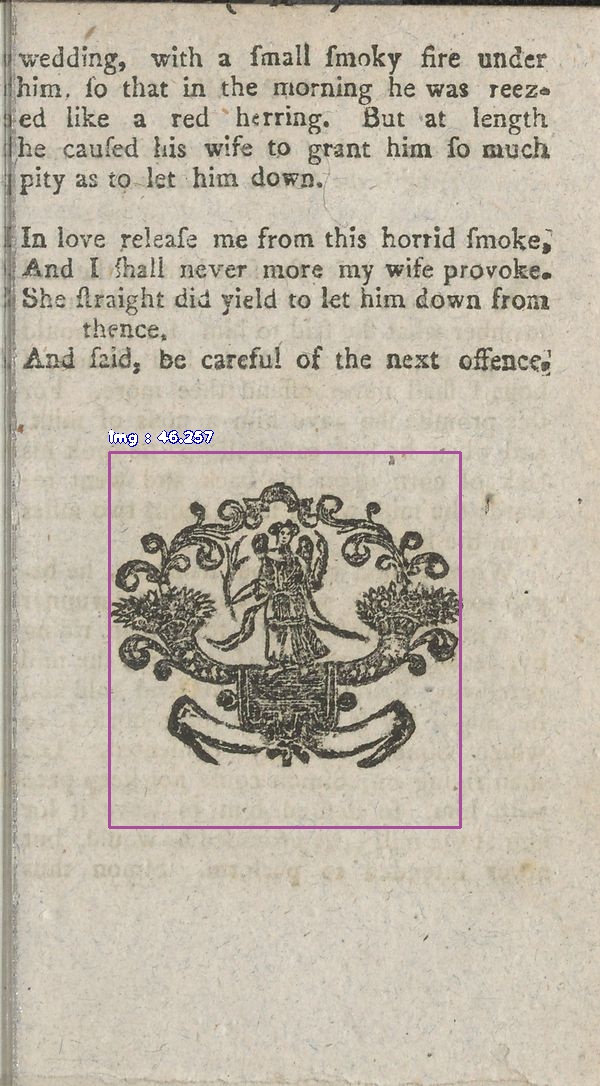 wedding, with a ſmall ſmoky fire under
him, ſo that in the morning he was reez-
ed like a red herring. But at length
he cauſed his wife to grant him ſo much
pity as to let him down.
In love releaſe me from this horrid ſmoke,
And I ſhall never more my wife provoke.
She ſtraight did yield to let him down from
thence,
And ſaid, be careful of the next offence.
img : 46.257